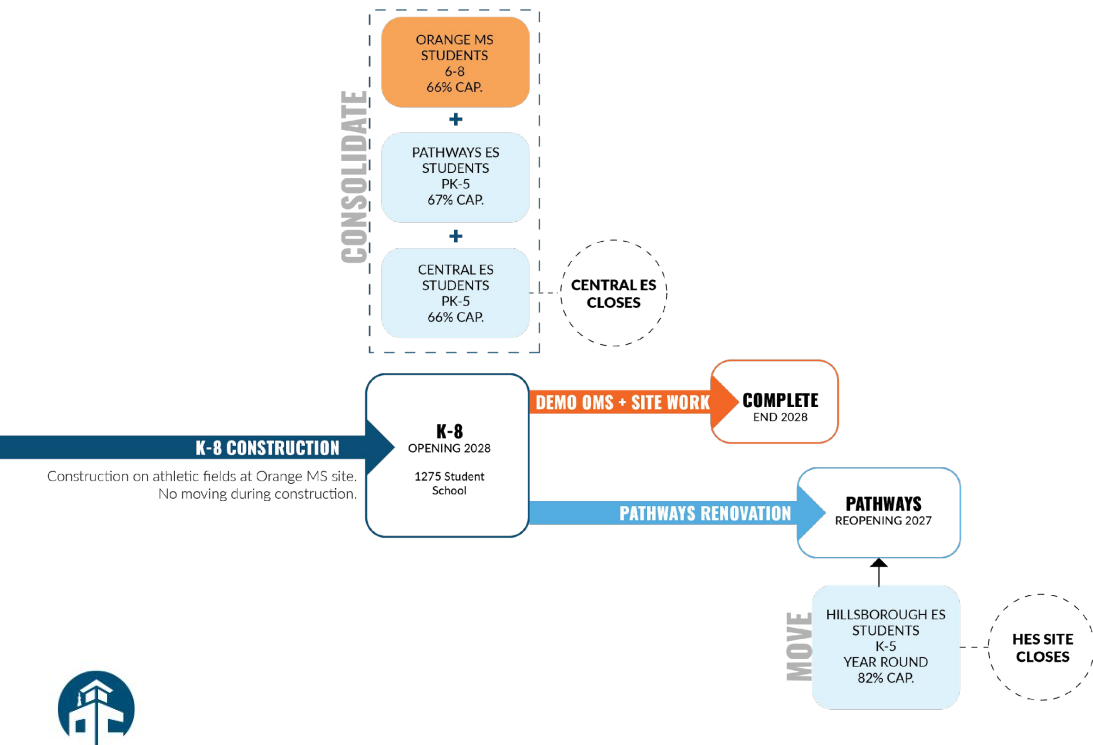 CONSOLIDATE
ORANGE MS
STUDENTS
6-8
66% CAP.
+
PATHWAYS ES
STUDENTS
PK-5
67% CAP.
+
CENTRAL ES
STUDENTS
PK-5
66% CAP.
CENTRAL ES
CLOSES
K-8 CONSTRUCTION
Construction on athletic fields at Orange MS site.
No moving during construction.
K-8
OPENING 2028
1275 Student
School
DEMO OMS + SITE WORK
COMPLETE
END 2028
PATHWAYS RENOVATION
PATHWAYS
REOPENING 2027
MOVE
HILLSBOROUGH ES
STUDENTS
K-5
YEAR ROUND
82% CAP.
HES SITE
CLOSES